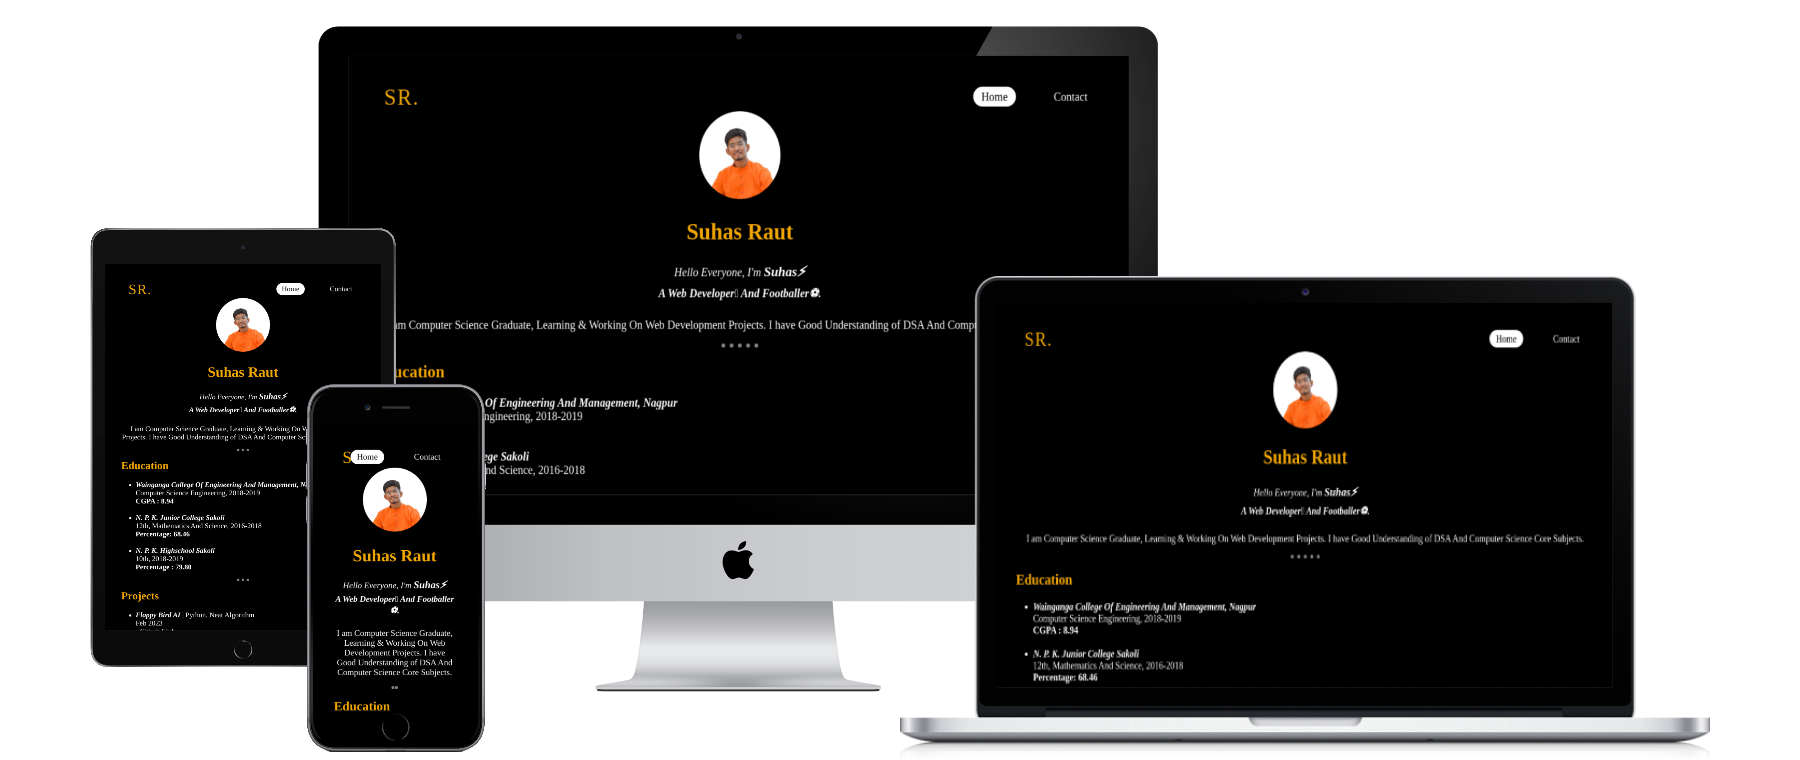 SR.
Home
Contact
Suhas Raut
Hello Everyone, I'm Suhas⚡
A Web Developer▯ And Footballer⚽.
am Computer Science Graduate, Learning & Working On Web Development Projects. I have Good Understanding of DSA And Comp
ucation
Of Engineering And Management, Nagpur
ngineering, 2018-2019
ege Sakoli
nd Science, 2016-2018
SR.
Home
Contact
Suhas Raut
Hello Everyone, I'm Suhas⚡
A Web Developer▯ And Footballer⚽.
I am Computer Science Graduate, Learning & Working On W
Projects. I have Good Understanding of DSA And Computer Sc
Education
• Wainganga College Of Engineering And Management, N
Computer Science Engineering, 2018-2019
CGPA : 8.94
• N. P. K. Junior College Sakoli
12th, Mathematics And Science, 2016-2018
Percentage: 68.46
• N. P. K. Highschool Sakoli
10th, 2018-2019
Percentage : 79.80
Projects
• Flappy Bird AI | Python, Neat Algorithm
Feb 2023
S
Home
Contact
Suhas Raut
Hello Everyone, I'm Suhas⚡
A Web Developer▯ And Footballer
⚽.
I am Computer Science Graduate,
Learning & Working On Web
Development Projects. I have
Good Understanding of DSA And
Computer Science Core Subjects.
Education
SR.
Home
Contact
Suhas Raut
Hello Everyone, I'm Suhas⚡
A Web Developer▯ And Footballer⚽.
I am Computer Science Graduate, Learning & Working On Web Development Projects. I have Good Understanding of DSA And Computer Science Core Subjects.
Education
• Wainganga College Of Engineering And Management, Nagpur
Computer Science Engineering, 2018-2019
CGPA : 8.94
• N. P. K. Junior College Sakoli
12th, Mathematics And Science, 2016-2018
Percentage: 68.46